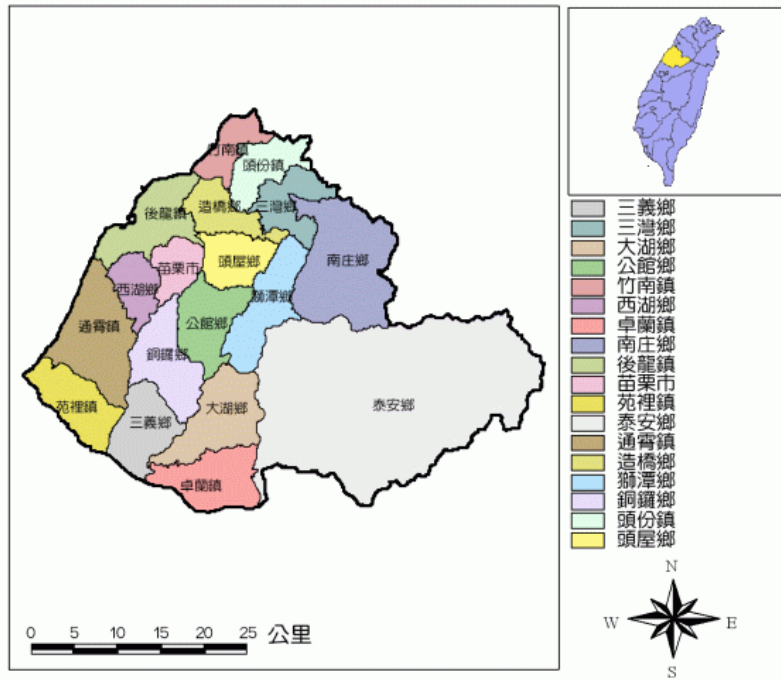 竹南鎮
頭份鎮
造橋鄉
三灣鄉
後龍鎮
頭屋鄉
南庄鄉
苗栗市
西湖鄉
獅潭鄉
通霄鎮
公館鄉
銅鑼鄉
苑裡鎮
大湖鄉
泰安鄉
三義鄉
卓蘭鎮
0 5 10 15 20 25 公里
三義鄉
三灣鄉
大湖鄉
公館鄉
竹南鎮
西湖鄉
卓蘭鎮
南庄鄉
後龍鎮
苗栗市
苑裡鎮
泰安鄉
通霄鎮
造橋鄉
獅潭鄉
銅鑼鄉
頭份鎮
頭屋鄉
N
W E
S